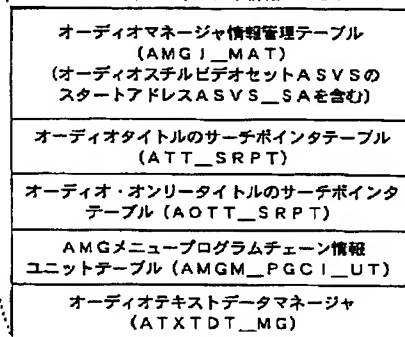 オーディオマネージャ情報管理テーブル
(AMGI__MAT)
(オーディオスチルビデオセットASVSの
スタートアドレスASVS__SAを含む)
オーディオタイトルのサーチポインタテーブル
(ATT__SRPT)
オーディオ・オンリータイトルのサーチポインタ
テーブル(AOTT__SRPT)
AMGメニュープログラムチェーン情報
ユニットテーブル(AMGM__PGCI__UT)
オーディオテキストデータマネージャ
(ATXTDT__MG)